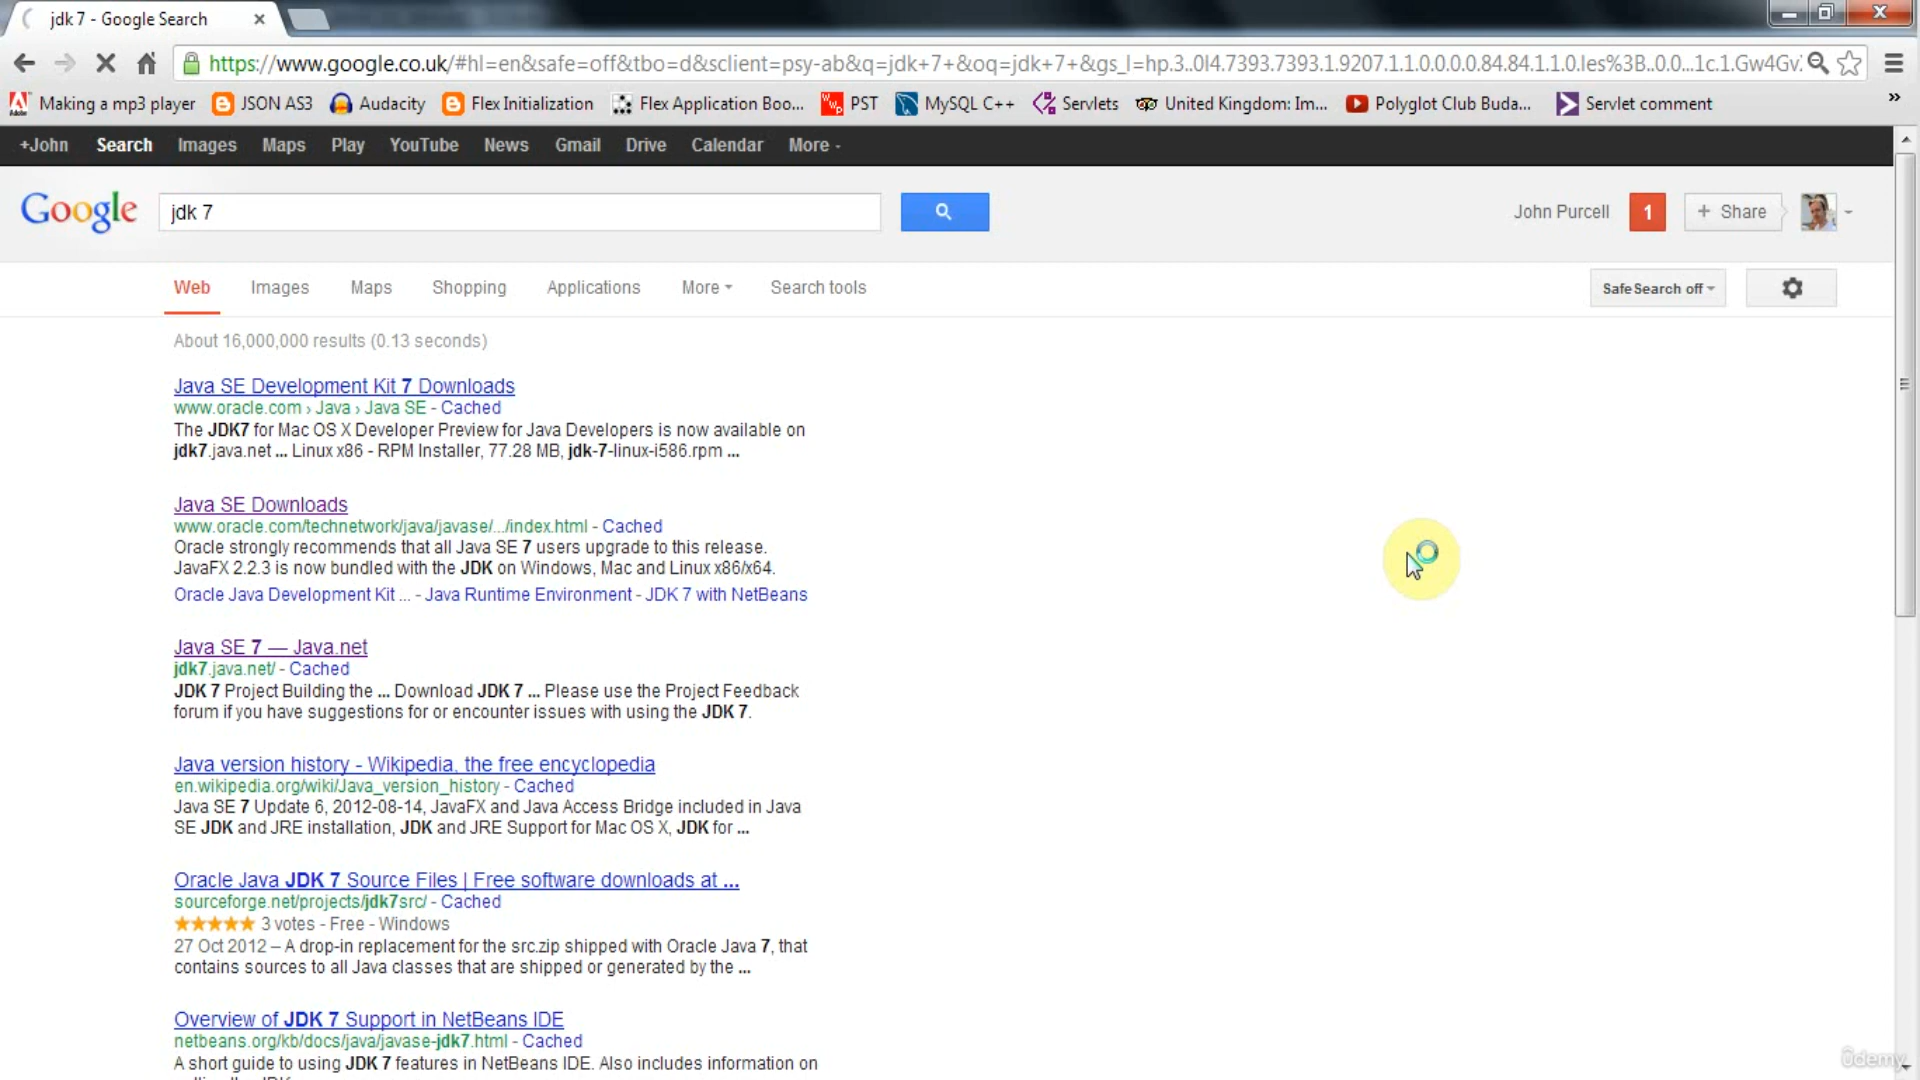 jdk 7 - Google Search
https://www.google.co.uk/#hl=en&safe=off&tbo=d&sclient=psy-ab&q=jdk+7+&oq=jdk+7+&gs_l=hp.3..0l4.7393.7393.1.9207.1.1.0.0.0.0.84.84.1.1.0.les%3B..0.0...1c.1.Gw4Gv
Making a mp3 player JSON AS3 Audacity Flex Initialization Flex Application Boo... PST MySQL C++ Servlets United Kingdom: Im... Polyglot Club Buda... Servlet comment »
+John Search Images Maps Play YouTube News Gmail Drive Calendar More
Google jdk 7 John Purcell 1 + Share
Web Images Maps Shopping Applications More Search tools SafeSearch off
About 16,000,000 results (0.13 seconds)
Java SE Development Kit 7 Downloads
www.oracle.com › Java › Java SE - Cached
The JDK7 for Mac OS X Developer Preview for Java Developers is now available on
jdk7.java.net ... Linux x86 - RPM Installer, 77.28 MB, jdk-7-linux-i586.rpm ...
Java SE Downloads
www.oracle.com/technetwork/java/javase/.../index.html - Cached
Oracle strongly recommends that all Java SE 7 users upgrade to this release.
JavaFX 2.2.3 is now bundled with the JDK on Windows, Mac and Linux x86/x64.
Oracle Java Development Kit ... - Java Runtime Environment - JDK 7 with NetBeans
Java SE 7 — Java.net
jdk7.java.net/ - Cached
JDK 7 Project Building the ... Download JDK 7 ... Please use the Project Feedback
forum if you have suggestions for or encounter issues with using the JDK 7.
Java version history - Wikipedia, the free encyclopedia
en.wikipedia.org/wiki/Java_version_history - Cached
Java SE 7 Update 6, 2012-08-14, JavaFX and Java Access Bridge included in Java
SE JDK and JRE installation, JDK and JRE Support for Mac OS X, JDK for ...
Oracle Java JDK 7 Source Files | Free software downloads at ...
sourceforge.net/projects/jdk7src/ - Cached
★★★★★ 3 votes - Free - Windows
27 Oct 2012 – A drop-in replacement for the src.zip shipped with Oracle Java 7, that
contains sources to all Java classes that are shipped or generated by the ...
Overview of JDK 7 Support in NetBeans IDE
netbeans.org/kb/docs/java/javase-jdk7.html - Cached
A short guide to using JDK 7 features in NetBeans IDE. Also includes information on
ûdemy